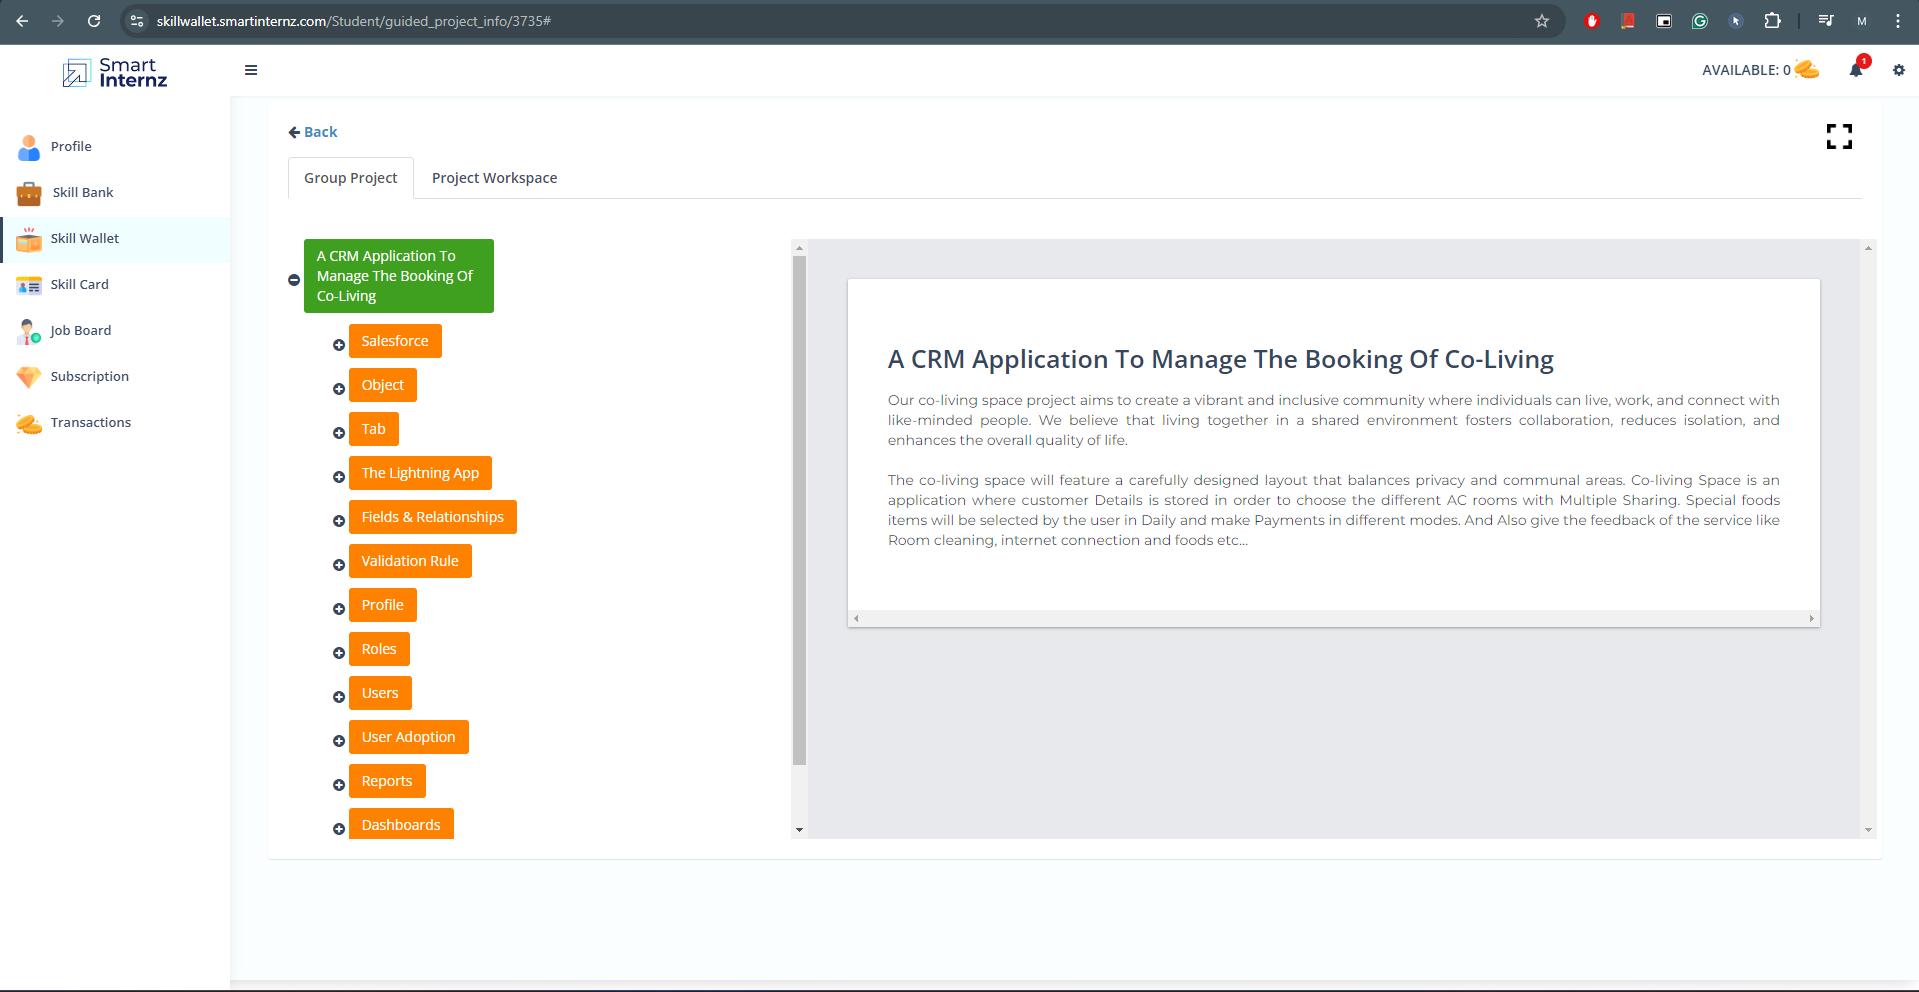 skillwallet.smartinternz.com/Student/guided_project_info/3735#
M
Smart
Internz
AVAILABLE: 0
1
Profile
Skill Bank
Skill Wallet
Skill Card
Job Board
Subscription
Transactions
Back
Group Project
Project Workspace
A CRM Application To
Manage The Booking Of
Co-Living
Salesforce
Object
Tab
The Lightning App
Fields & Relationships
Validation Rule
Profile
Roles
Users
User Adoption
Reports
Dashboards
A CRM Application To Manage The Booking Of Co-Living
Our co-living space project aims to create a vibrant and inclusive community where individuals can live, work, and connect with
like-minded people. We believe that living together in a shared environment fosters collaboration, reduces isolation, and
enhances the overall quality of life.
The co-living space will feature a carefully designed layout that balances privacy and communal areas. Co-living Space is an
application where customer Details is stored in order to choose the different AC rooms with Multiple Sharing. Special foods
items will be selected by the user in Daily and make Payments in different modes. And Also give the feedback of the service like
Room cleaning, internet connection and foods etc...